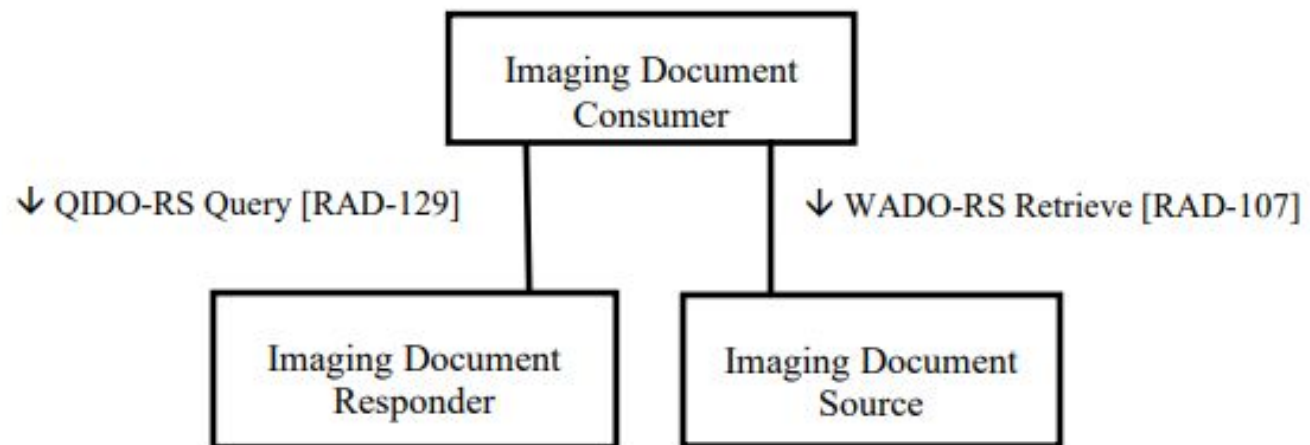 Imaging Document
Consumer
↓ QIDO-RS Query [RAD-129]
↓ WADO-RS Retrieve [RAD-107]
Imaging Document
Responder
Imaging Document
Source